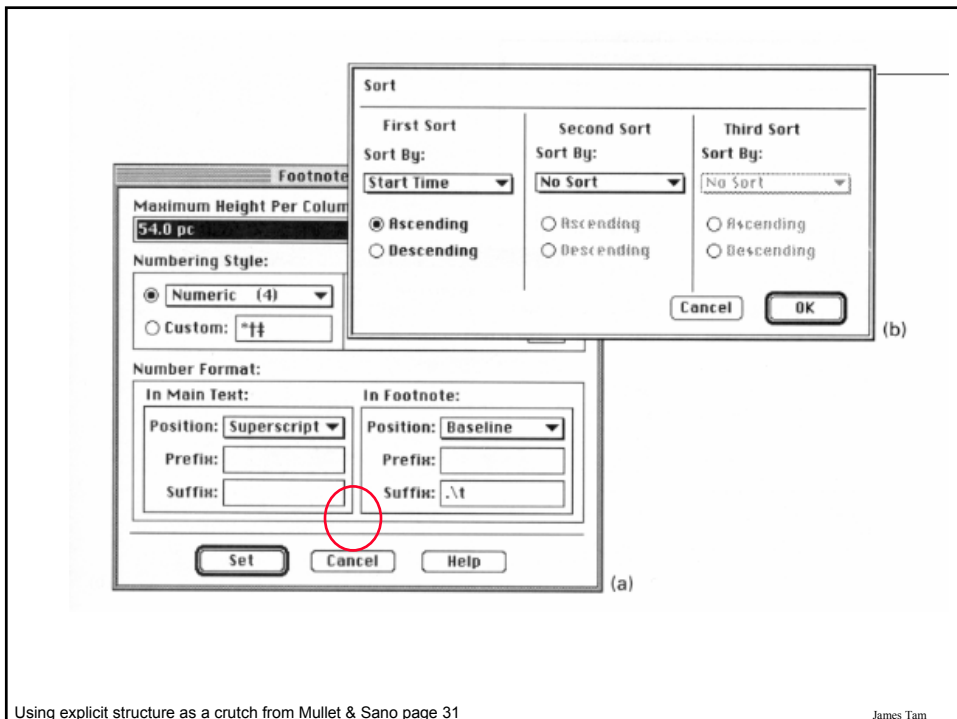 Sort
First Sort
Second Sort
Third Sort
Sort By:
Sort By:
Sort By:
Start Time
No Sort
No Sort
Ascending
Ascending
Ascending
Descending
Descending
Descending
Cancel
OK
(b)
Footnote
Maximum Height Per Colum
54.0 pc
Numbering Style:
Numeric (4)
Custom: *†‡
Number Format:
In Main Text:
In Footnote:
Position: Superscript
Position: Baseline
Prefix:
Prefix:
Suffix:
Suffix: .\t
Set
Cancel
Help
(a)
Using explicit structure as a crutch from Mullet & Sano page 31
James Tam